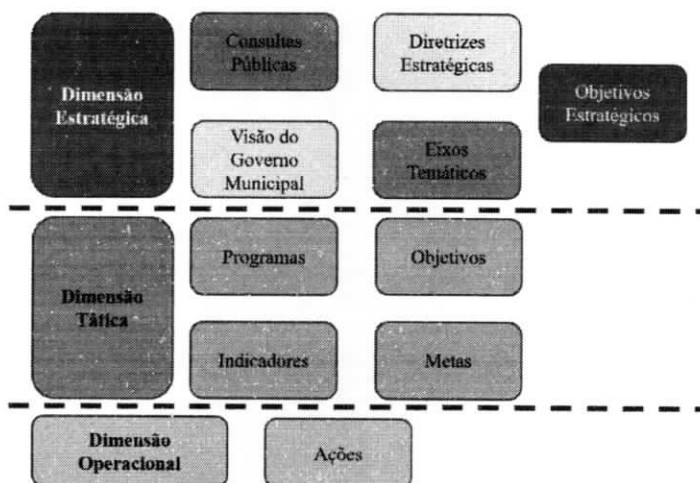 Dimensão
Estratégica
Consultas
Públicas
Diretrizes
Estratégicas
Objetivos
Estratégicos
Visão do
Governo
Municipal
Eixos
Temáticos
Dimensão
Tática
Programas
Objetivos
Indicadores
Metas
Dimensão
Operacional
Ações